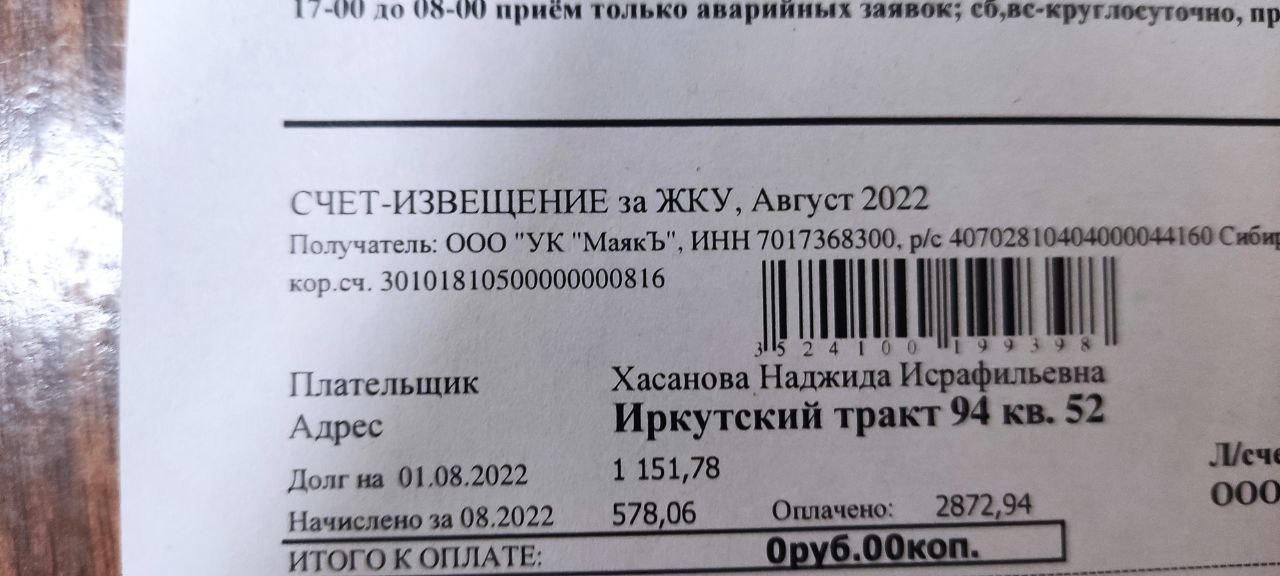 17-00 до 08-00 приём только аварийных заявок; сб,вс-круглосуточно,
СЧЕТ-ИЗВЕЩЕНИЕ за ЖКУ, Август 2022
Получатель: ООО "УК "МаякЪ", ИНН 7017368300, р/с 40702810404000044160
кор.сч. 30101810500000000816
3 524100 199398
Плательщик Хасанова Наджида Исрафильевна
Адрес Иркутский тракт 94 кв. 52
Долг на 01.08.2022 1 151,78
Л/сче
Начислено за 08.2022 578,06 Оплачено: 2872,94
ООО
ИТОГО К ОПЛАТЕ: 0руб.00коп.